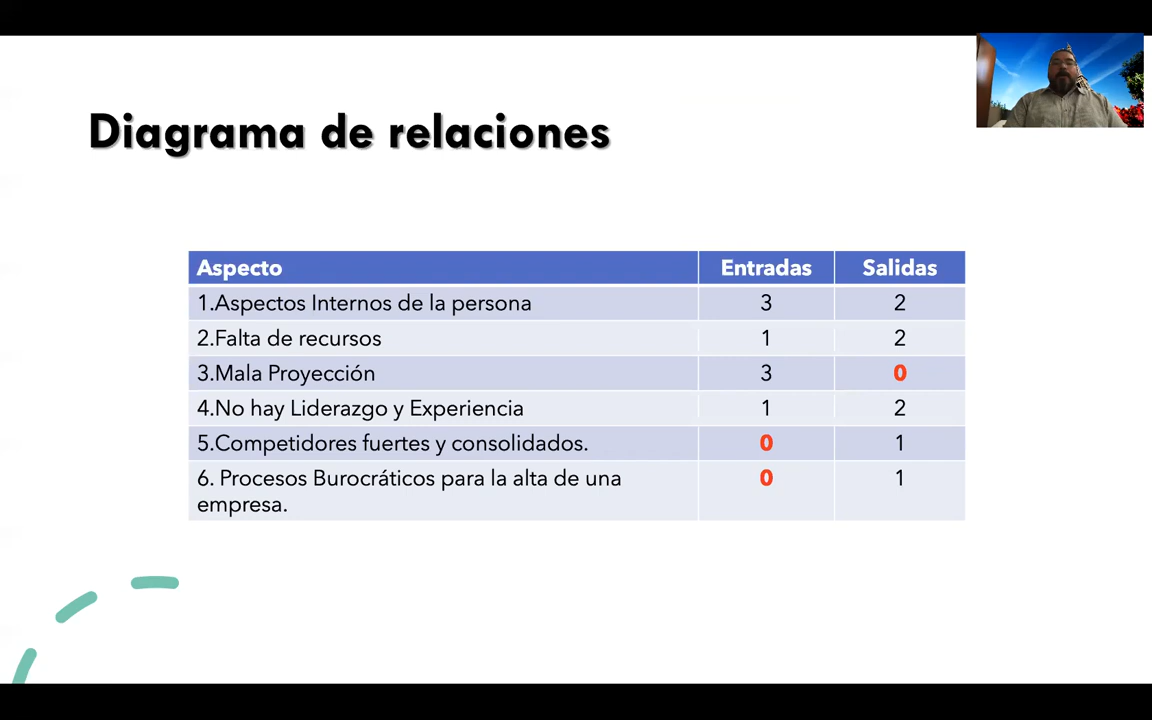 Diagrama de relaciones
Aspecto Entradas Salidas
1.Aspectos Internos de la persona 3 2
2.Falta de recursos 1 2
3.Mala Proyección 3 0
4.No hay Liderazgo y Experiencia 1 2
5.Competidores fuertes y consolidados. 0 1
6. Procesos Burocráticos para la alta de una 0 1
empresa.